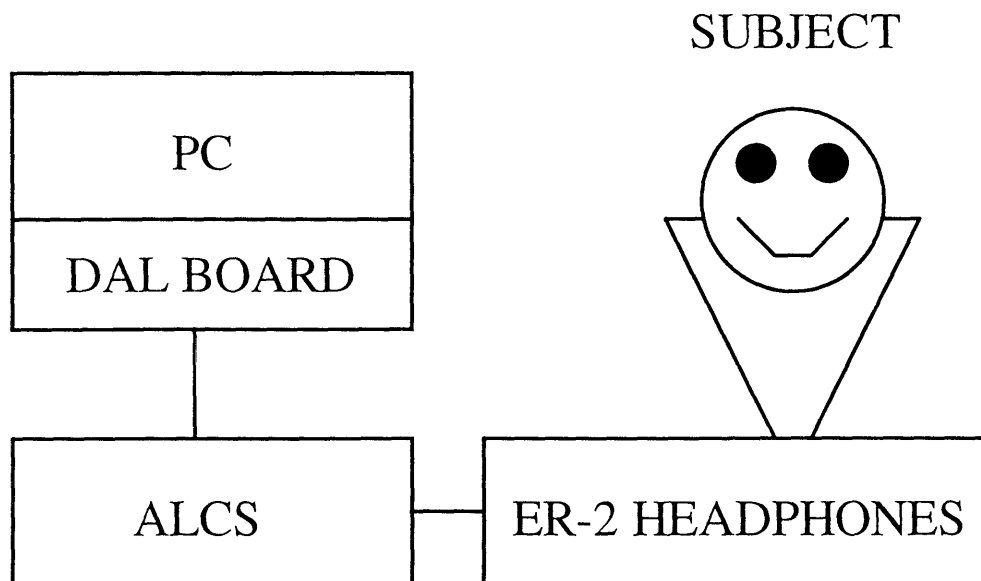 SUBJECT
PC
DAL BOARD
ALCS
ER-2 HEADPHONES